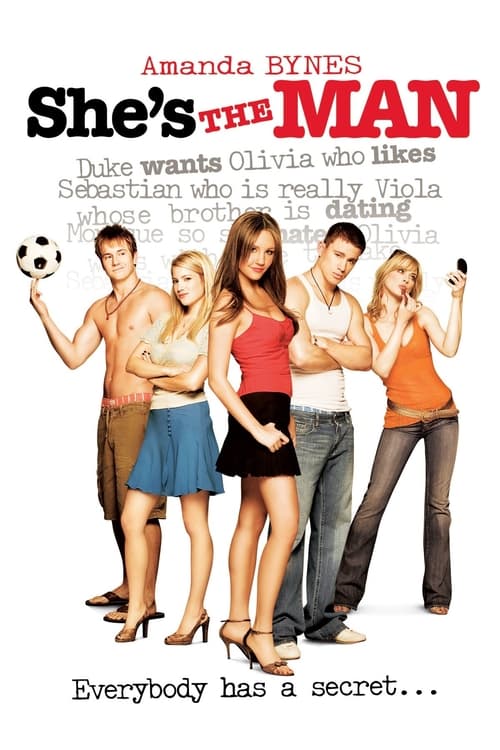 Amanda BYNES
She's THE MAN
Duke wants Olivia who likes
Sebastian who is really Viola
whose brother is dating
Olivia
Everybody has a secret...